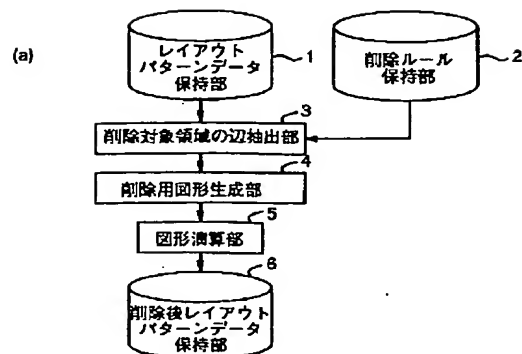 (a)
レイアウト
パターンデータ
保持部
1
削除ルール
保持部
2
3
削除対象領域の辺抽出部
4
削除用図形生成部
5
図形演算部
6
削除後レイアウト
パターンデータ
保持部